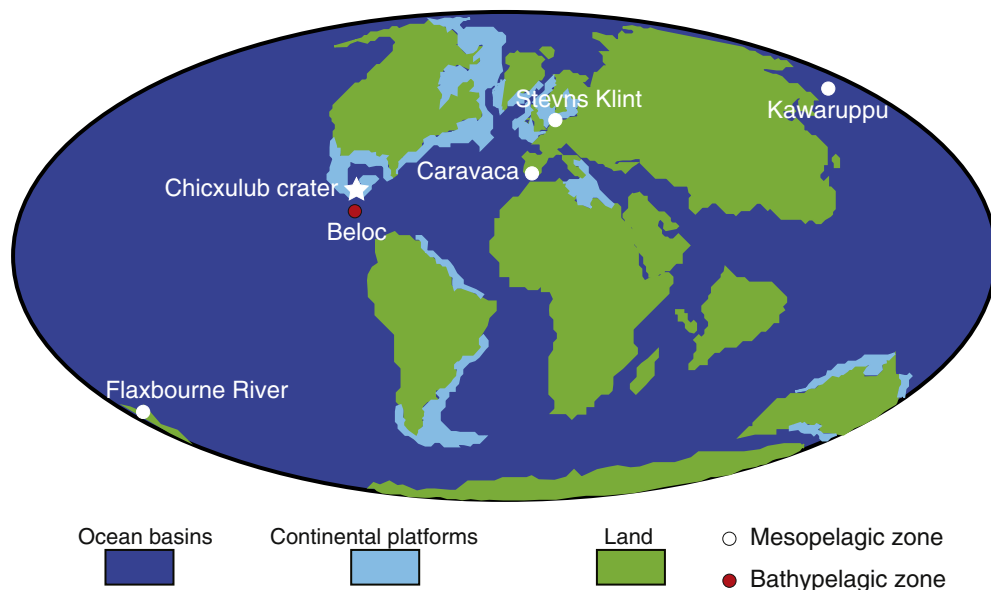 Stevns Klint
Kawaruppu
Caravaca
Chicxulub crater
Beloc
Flaxbourne River
Ocean basins
Continental platforms
Land
Mesopelagic zone
Bathypelagic zone